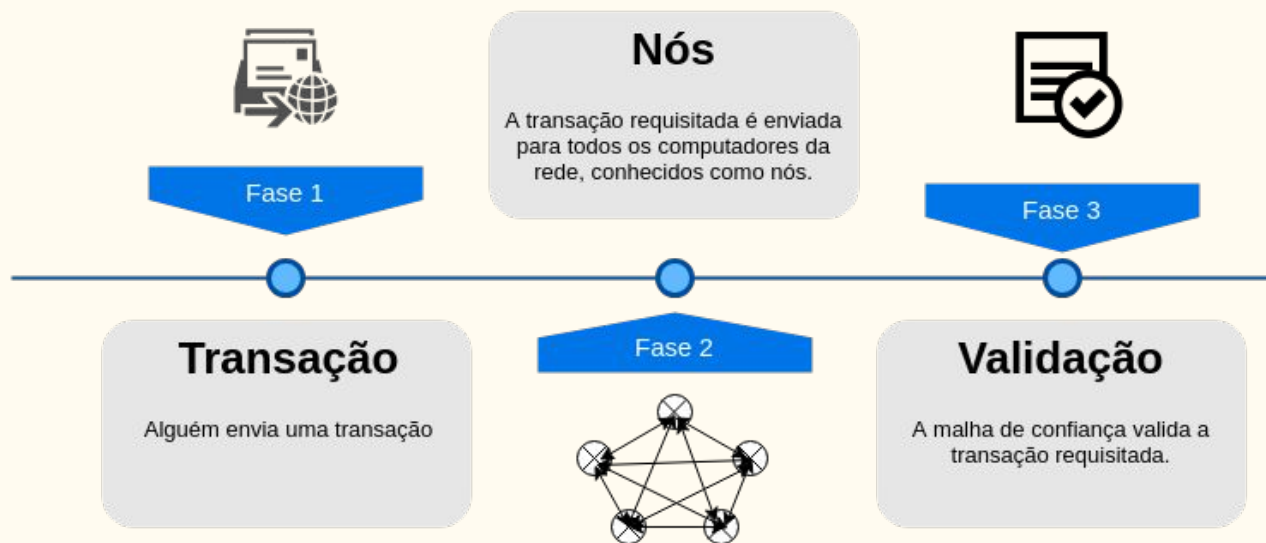 Fase 1
Transação
Alguém envia uma transação
Nós
A transação requisitada é enviada
para todos os computadores da
rede, conhecidos como nós.
Fase 2
Fase 3
Validação
A malha de confiança valida a
transação requisitada.